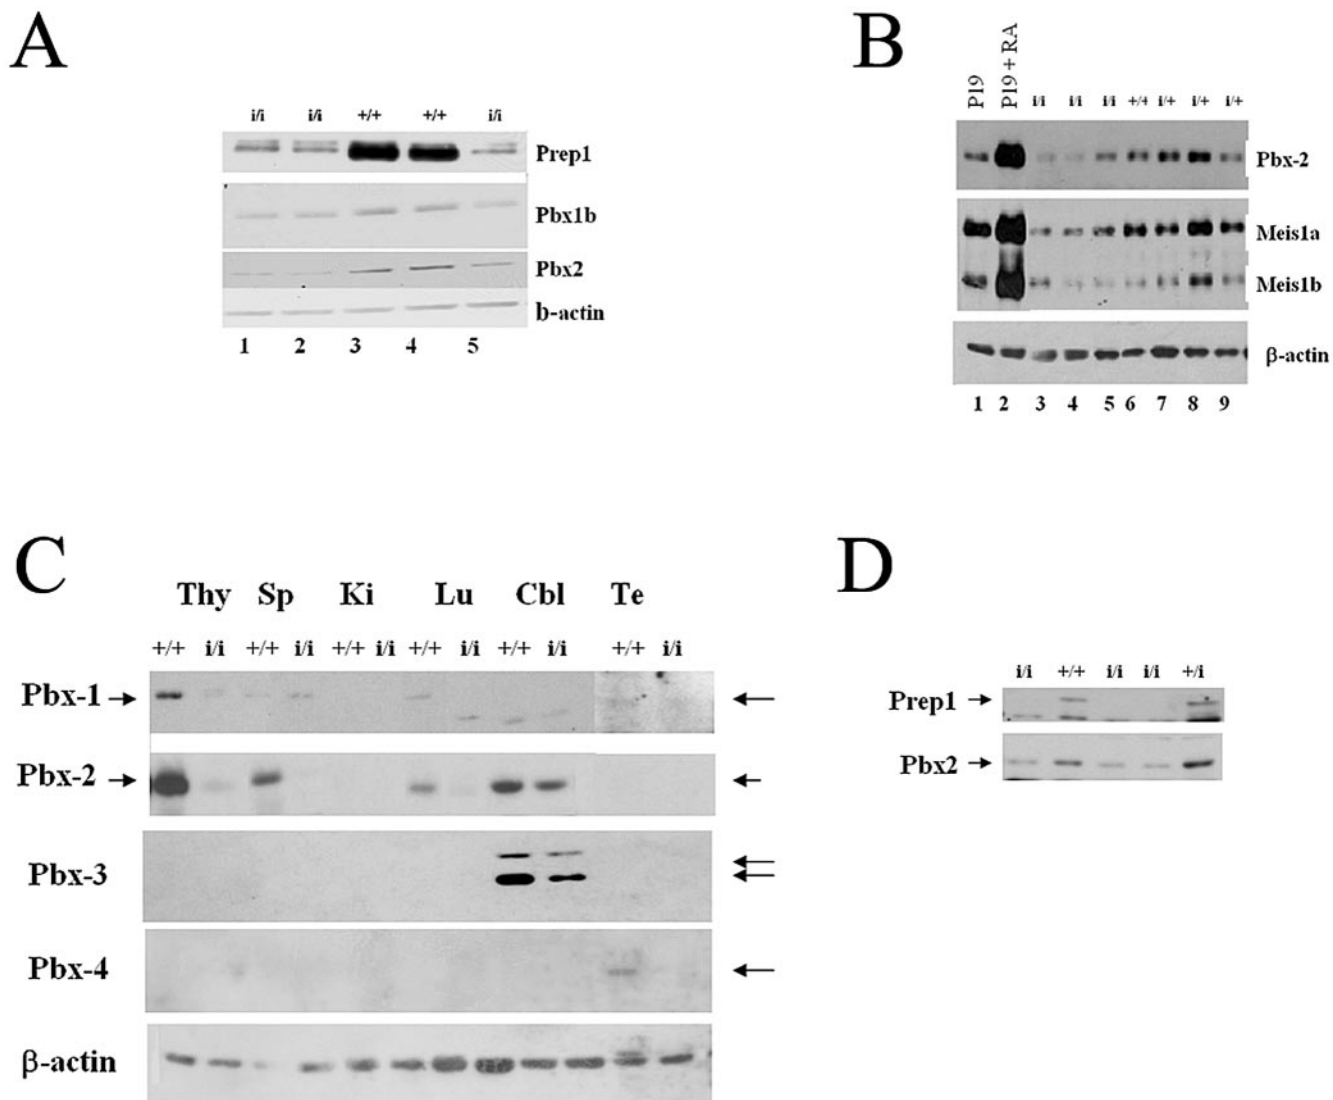 A
i/i i/i +/+ +/+ i/i
Prep1
Pbx1b
Pbx2
b-actin
1 2 3 4 5
B
P19 P19 + RA i/i i/i i/i +/+ i/+ i/+ i/+
Pbx-2
Meis1a
Meis1b
β-actin
1 2 3 4 5 6 7 8 9
C
Thy Sp Ki Lu Cbl Te
+/+ i/i +/+ i/i +/+ i/i +/+ i/i +/+ i/i +/+ i/i
Pbx-1
Pbx-2
Pbx-3
Pbx-4
β-actin
D
i/i +/+ i/i i/i +/i
Prep1
Pbx2